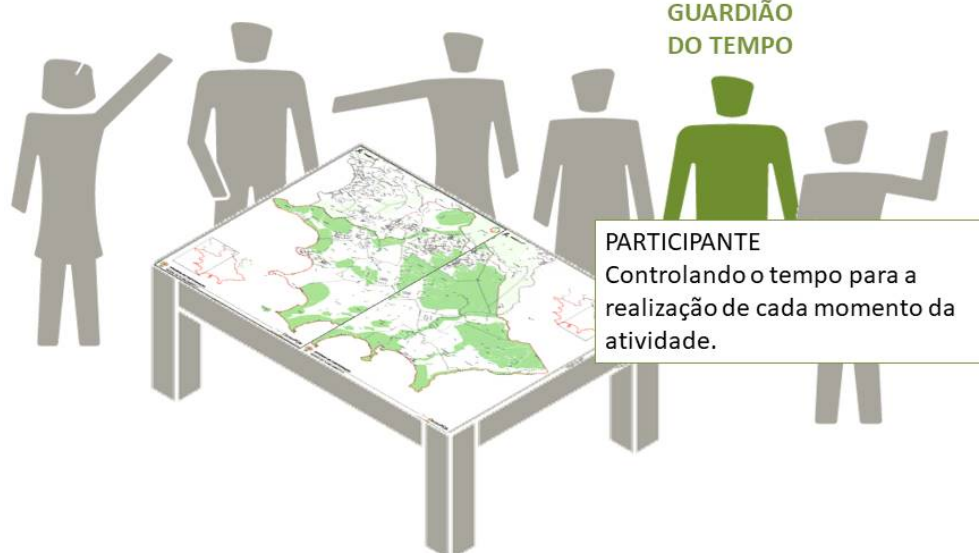 GUARDIÃO
DO TEMPO
PARTICIPANTE
Controlando o tempo para a
realização de cada momento da
atividade.